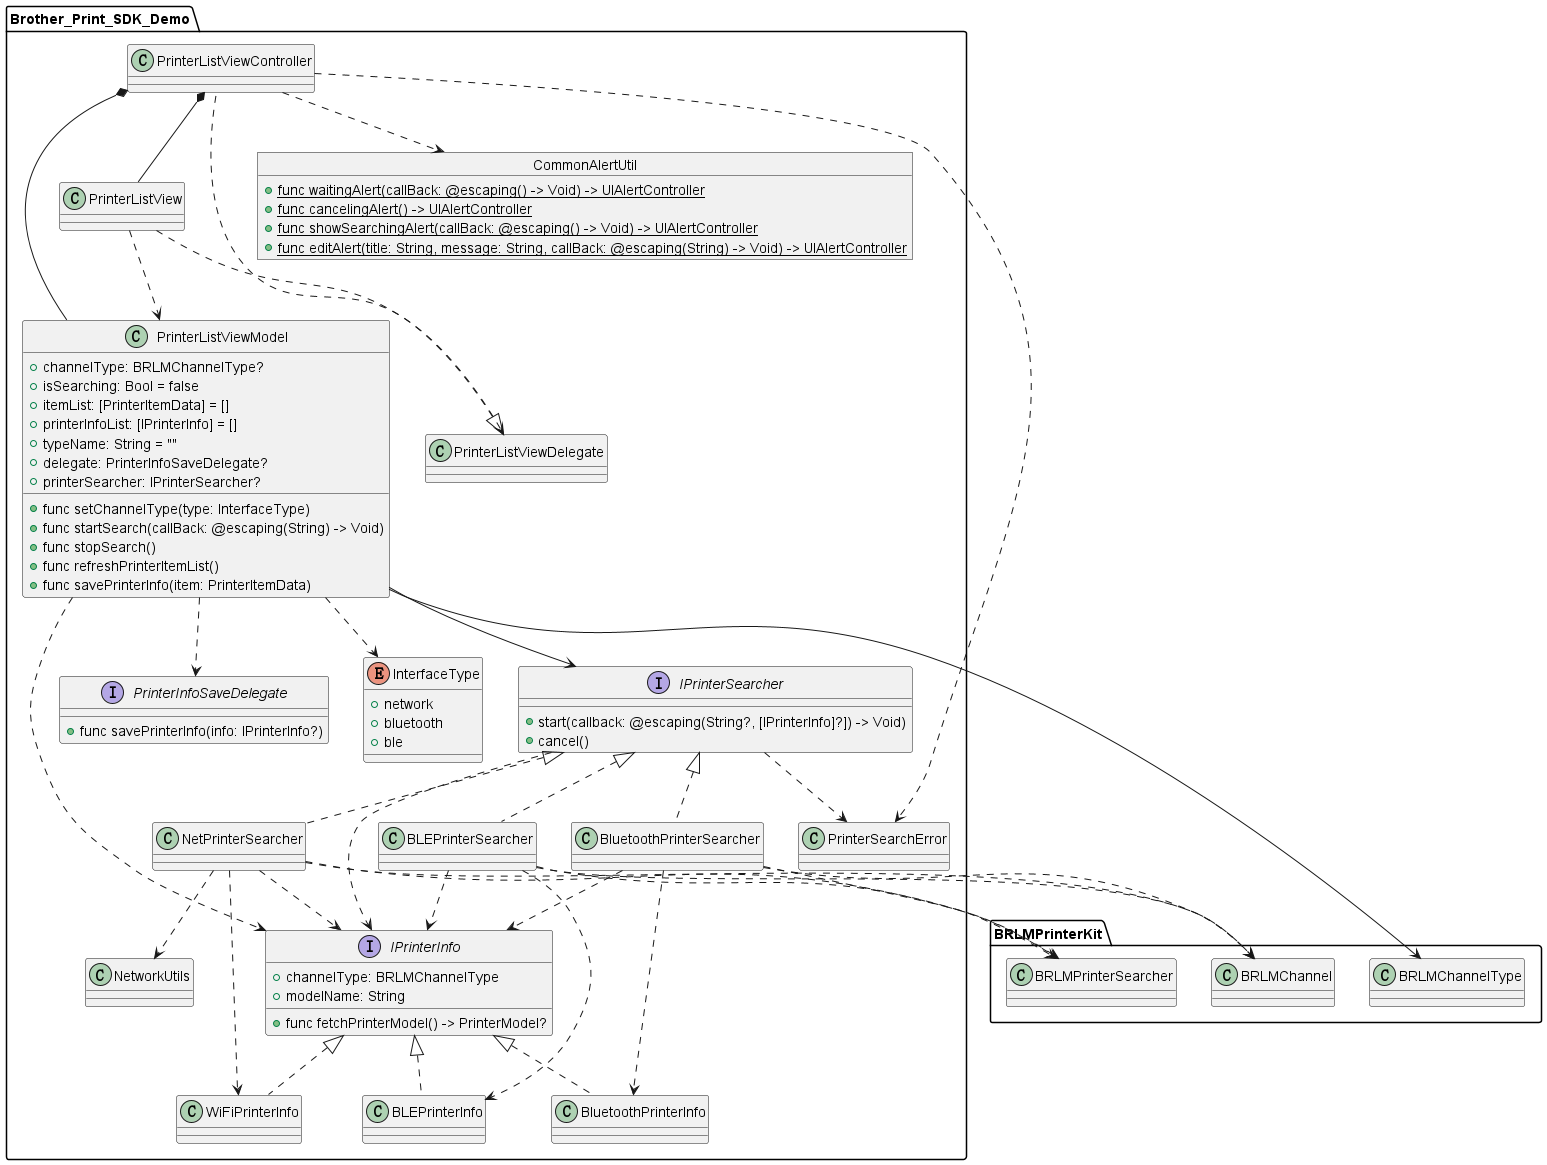 Brother_Print_SDK_Demo
C PrinterListViewController
CommonAlertUtil
func waitingAlert(callBack: @escaping() -> Void) -> UIAlertController
func cancelingAlert() -> UIAlertController
func showSearchingAlert(callBack: @escaping() -> Void) -> UIAlertController
func editAlert(title: String, message: String, callBack: @escaping(String) -> Void) -> UIAlertController
C PrinterListView
C PrinterListViewModel
channelType: BRLMChannelType?
isSearching: Bool = false
itemList: [PrinterItemData] = []
printerInfoList: [IPrinterInfo] = []
typeName: String = ""
delegate: PrinterInfoSaveDelegate?
printerSearcher: IPrinterSearcher?
func setChannelType(type: InterfaceType)
func startSearch(callBack: @escaping(String) -> Void)
func stopSearch()
func refreshPrinterItemList()
func savePrinterInfo(item: PrinterItemData)
C PrinterListViewDelegate
I PrinterInfoSaveDelegate
func savePrinterInfo(info: IPrinterInfo?)
E InterfaceType
network
bluetooth
ble
I IPrinterSearcher
start(callback: @escaping(String?, [IPrinterInfo]?]) -> Void)
cancel()
C NetPrinterSearcher
C BLEPrinterSearcher
C BluetoothPrinterSearcher
C PrinterSearchError
C NetworkUtils
I IPrinterInfo
channelType: BRLMChannelType
modelName: String
func fetchPrinterModel() -> PrinterModel?
BRLMPrinterKit
C BRLMPrinterSearcher
C BRLMChannel
C BRLMChannelType
C WiFiPrinterInfo
C BLEPrinterInfo
C BluetoothPrinterInfo